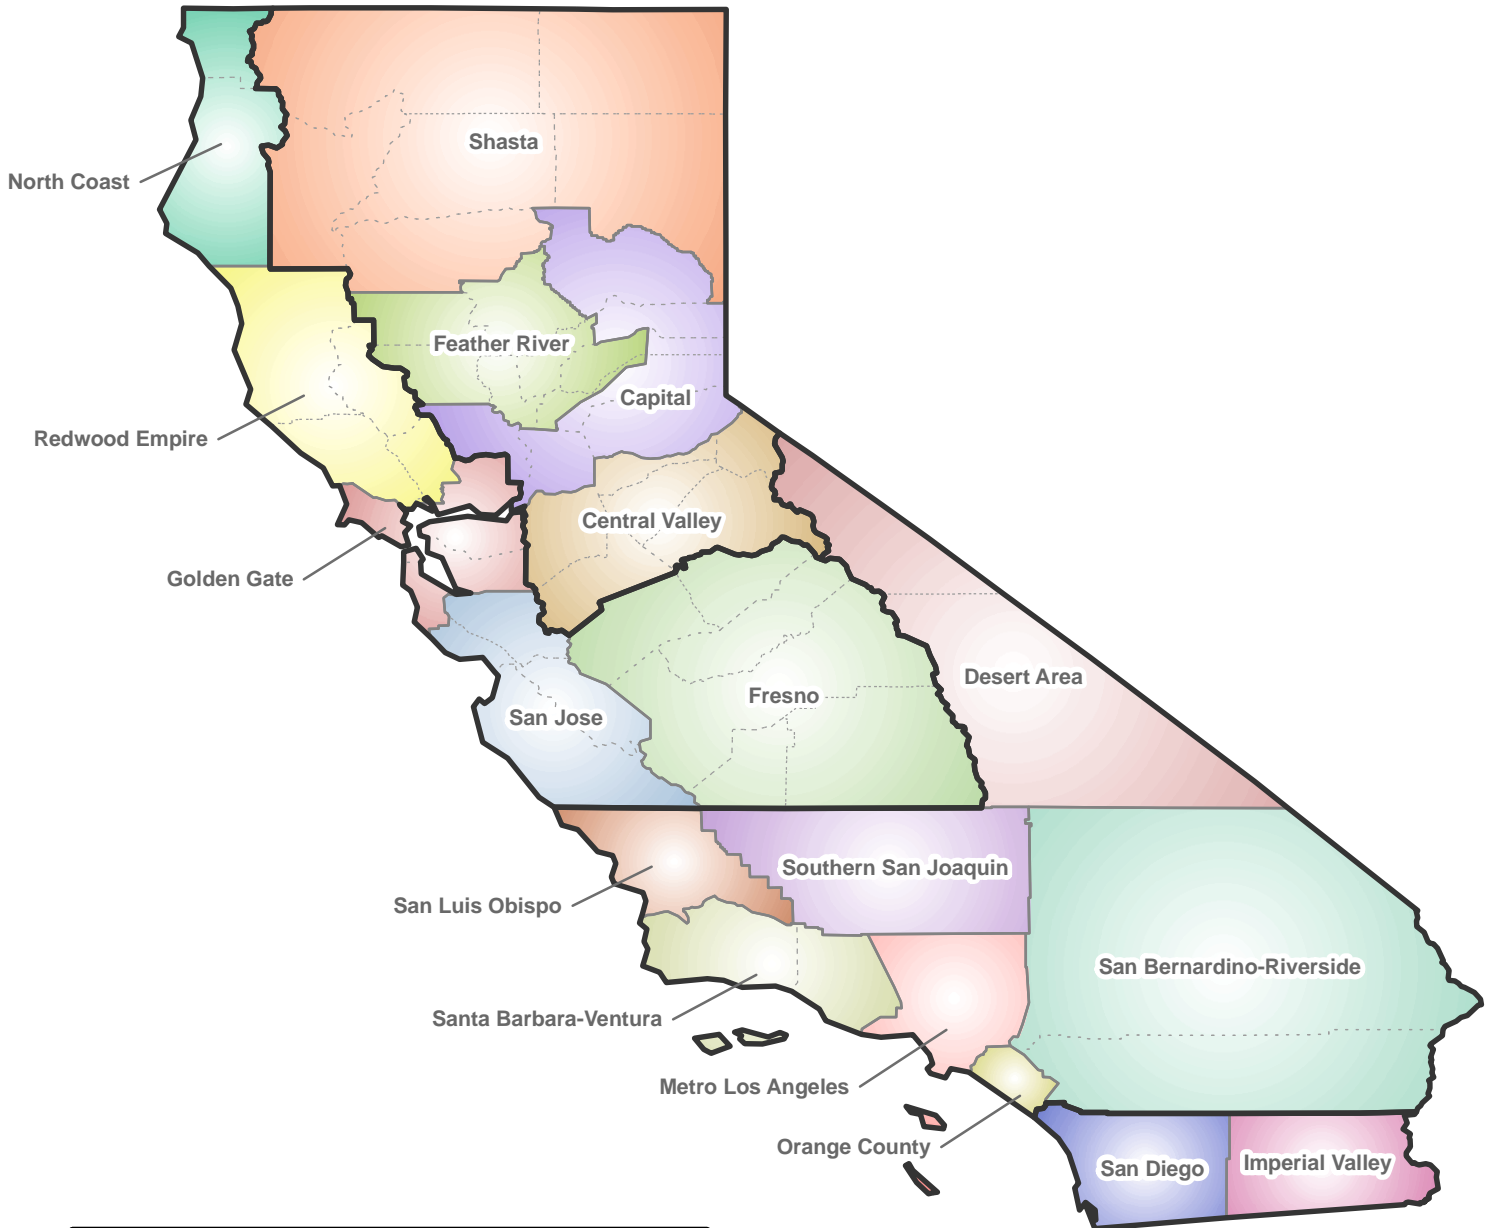 Shasta
North Coast
Feather River
Capital
Redwood Empire
Central Valley
Golden Gate
Desert Area
Fresno
San Jose
Southern San Joaquin
San Luis Obispo
San Bernardino-Riverside
Santa Barbara-Ventura
Metro Los Angeles
Orange County
San Diego
Imperial Valley